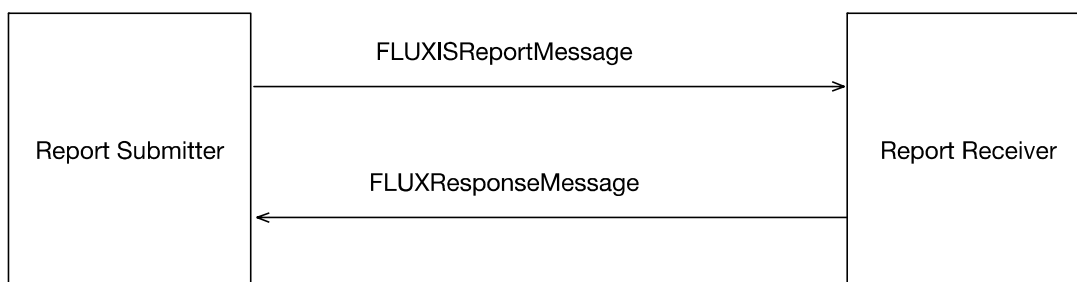 FLUXISReportMessage
Report Submitter
Report Receiver
FLUXResponseMessage